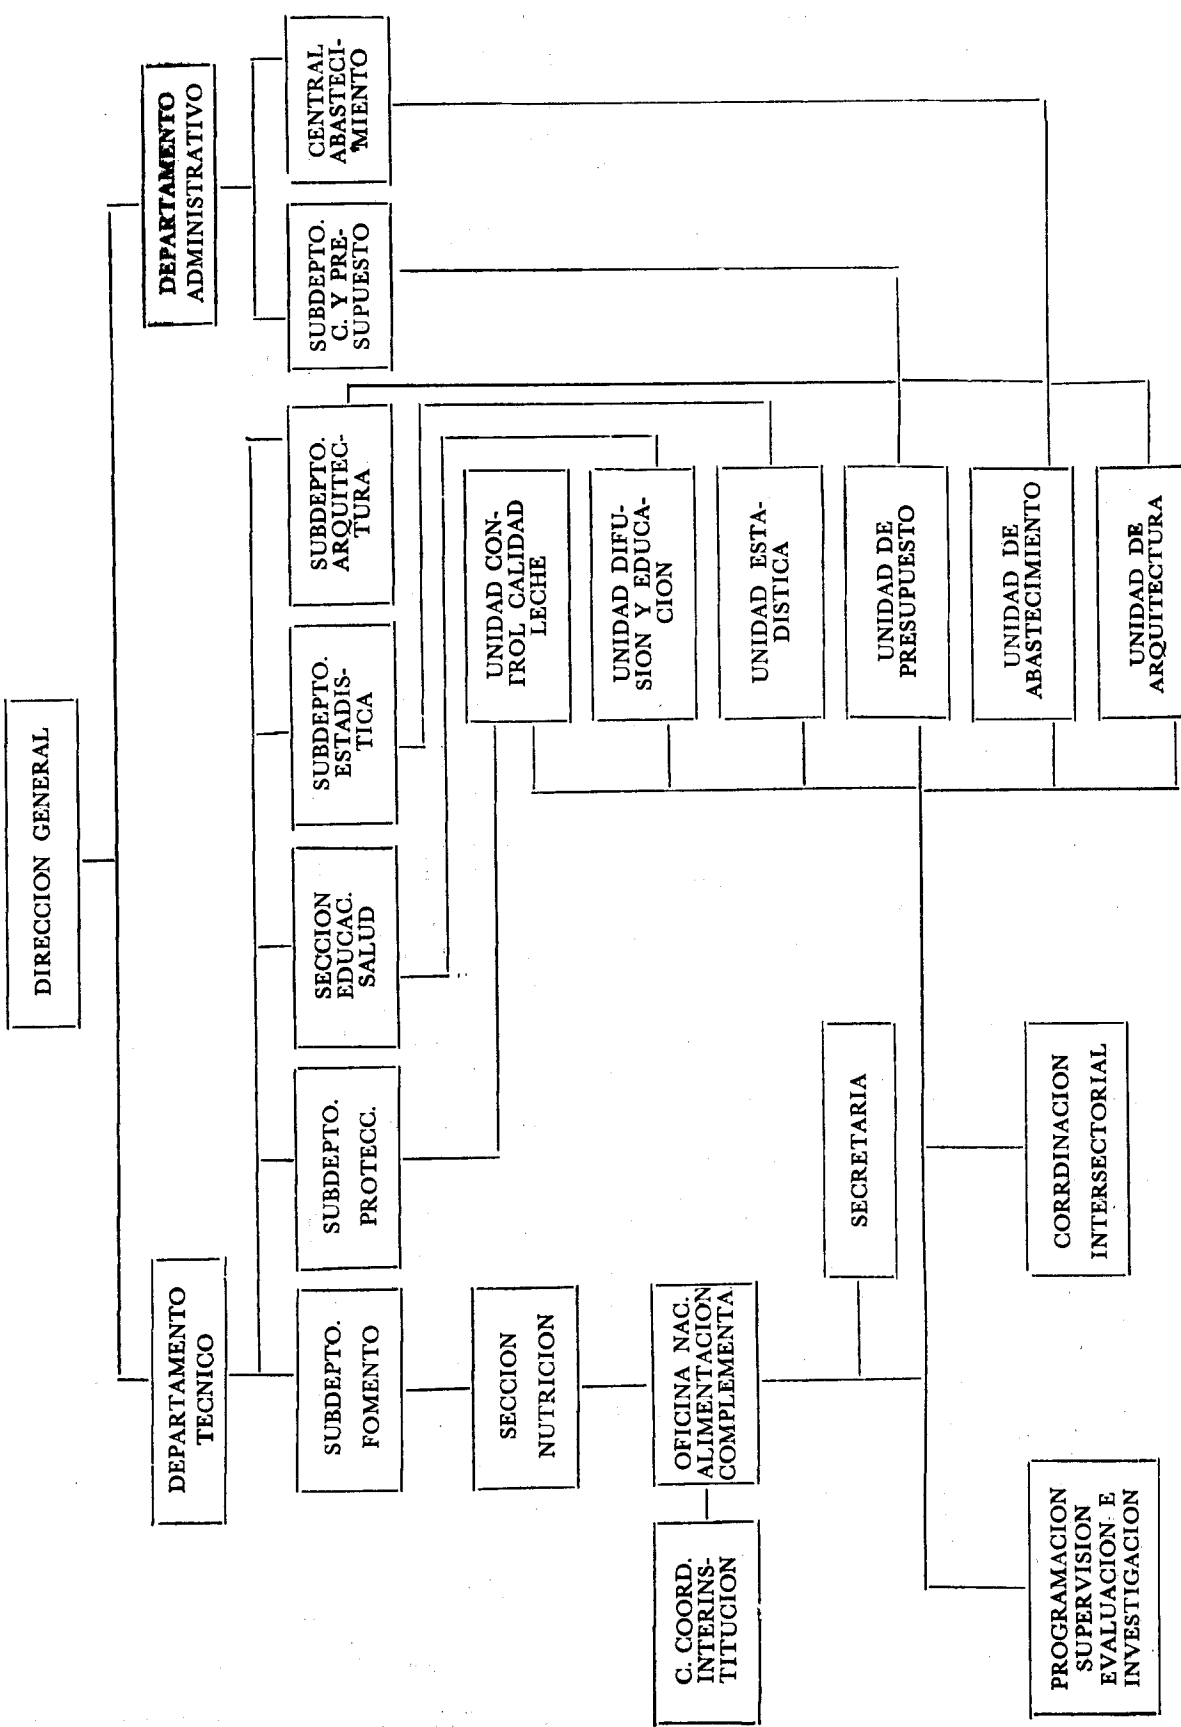 DIRECCION GENERAL
DEPARTAMENTO
TECNICO
DEPARTAMENTO
ADMINISTRATIVO
SUBDEPTO.
FOMENTO
SUBDEPTO.
PROTECC.
SECCION
EDUCAC.
SALUD
SUBDEPTO.
ESTADIS-
TICA
SUBDEPTO.
ARQUITEC-
TURA
SUBDEPTO.
C. Y PRE-
SUPUESTO
CENTRAL
ABASTECI-
MIENTO
SECCION
NUTRICION
UNIDAD CON-
TROL CALIDAD
LECHE
UNIDAD DIFU-
SION Y EDUCA-
CION
UNIDAD ESTA-
DISTICA
UNIDAD DE
PRESUPUESTO
UNIDAD DE
ABASTECIMIENTO
UNIDAD DE
ARQUITECTURA
C. COORD.
INTERINS-
TITUCION
OFICINA NAC.
ALIMENTACION
COMPLEMENTA.
SECRETARIA
PROGRAMACION
SUPERVISION
EVALUACION E
INVESTIGACION
CORRDINACION
INTERSECTORIAL